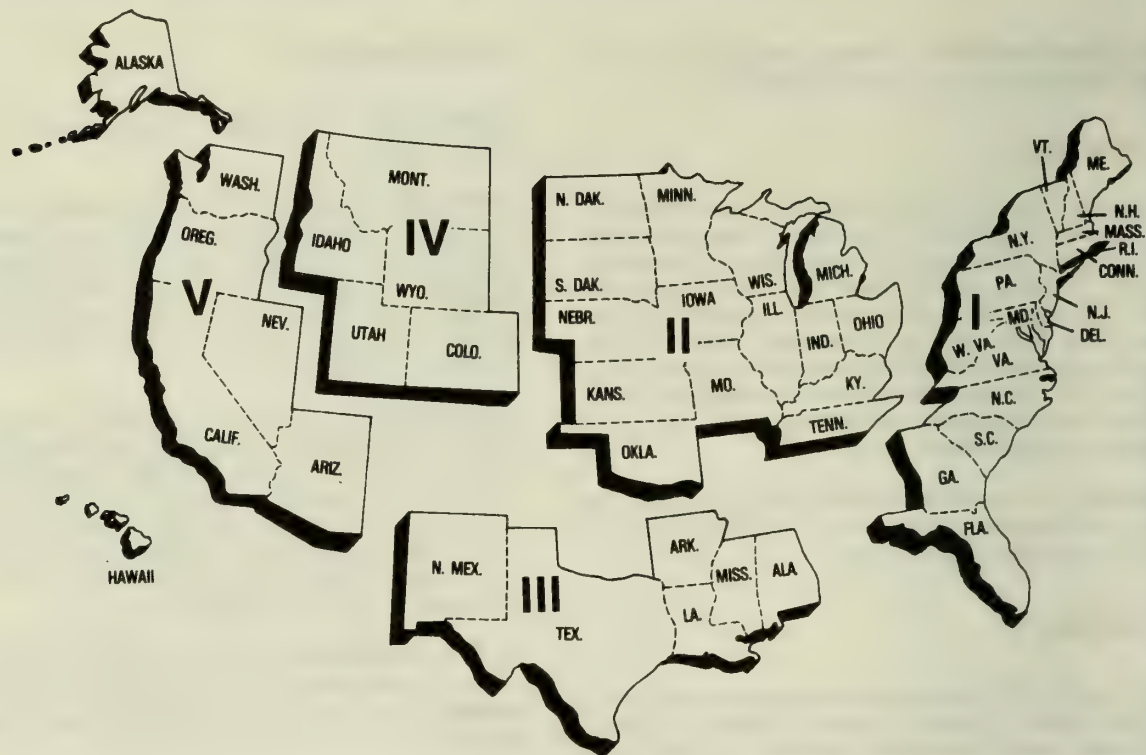 ALASKA
WASH.
OREG.
V
NEV.
CALIF.
ARIZ.
HAWAII
MONT.
IV
IDAHO
WYO.
UTAH
COLO.
N. DAK.
MINN.
S. DAK.
WIS.
MICH.
NEBR.
IOWA
ILL.
II
IND.
OHIO
KANS.
MO.
KY.
OKLA.
TENN.
N. MEX.
III
TEX.
ARK.
LA.
MISS.
ALA
VT.
ME.
N.H.
MASS.
R.I.
CONN.
N.Y.
PA.
N.J.
DEL.
I
MD.
W. VA.
VA.
N.C.
S.C.
GA.
FLA.